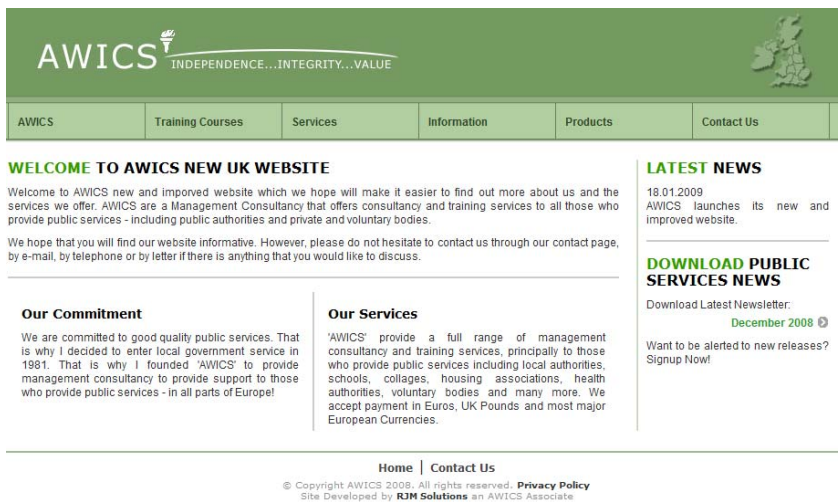 AWICS
INDEPENDENCE...INTEGRITY...VALUE
AWICS
Training Courses
Services
Information
Products
Contact Us
WELCOME TO AWICS NEW UK WEBSITE
Welcome to AWICS new and imporved website which we hope will make it easier to find out more about us and the
services we offer. AWICS are a Management Consultancy that offers consultancy and training services to all those who
provide public services - including public authorities and private and voluntary bodies.
We hope that you will find our website informative. However, please do not hesitate to contact us through our contact page,
by e-mail, by telephone or by letter if there is anything that you would like to discuss.
Our Commitment
We are committed to good quality public services. That
is why I decided to enter local government service in
1981. That is why I founded 'AWICS' to provide
management consultancy to provide support to those
who provide public services - in all parts of Europe!
Our Services
'AWICS' provide a full range of management
consultancy and training services, principally to those
who provide public services including local authorities,
schools, collages, housing associations, health
authorities, voluntary bodies and many more. We
accept payment in Euros, UK Pounds and most major
European Currencies.
LATEST NEWS
18.01.2009
AWICS launches its new and
improved website.
DOWNLOAD PUBLIC
SERVICES NEWS
Download Latest Newsletter:
December 2008
Want to be alerted to new releases?
Signup Now!
Home | Contact Us
© Copyright AWICS 2008. All rights reserved. Privacy Policy
Site Developed by RJM Solutions an AWICS Associate